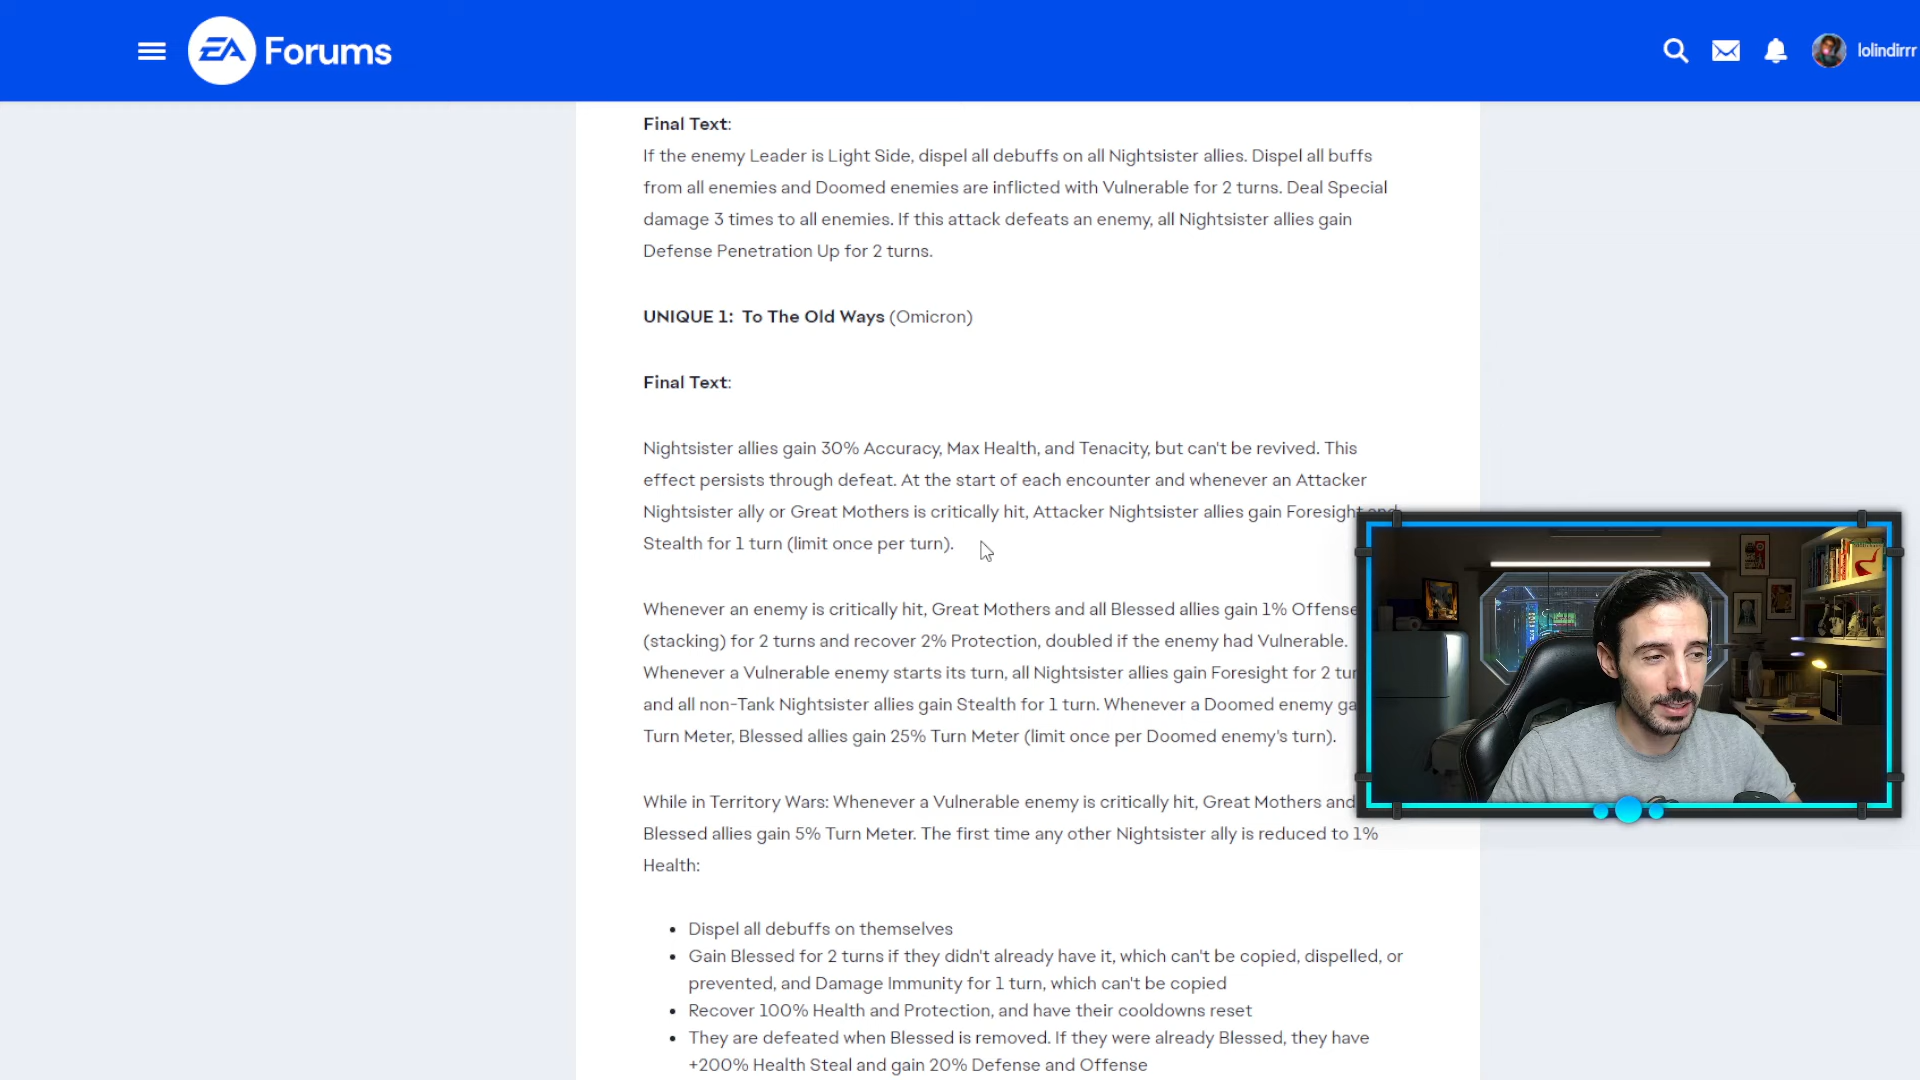 EA Forums
lolindirrr
Final Text:
If the enemy Leader is Light Side, dispel all debuffs on all Nightsister allies. Dispel all buffs
from all enemies and Doomed enemies are inflicted with Vulnerable for 2 turns. Deal Special
damage 3 times to all enemies. If this attack defeats an enemy, all Nightsister allies gain
Defense Penetration Up for 2 turns.
UNIQUE 1: To The Old Ways (Omicron)
Final Text:
Nightsister allies gain 30% Accuracy, Max Health, and Tenacity, but can't be revived. This
effect persists through defeat. At the start of each encounter and whenever an Attacker
Nightsister ally or Great Mothers is critically hit, Attacker Nightsister allies gain Foresight and
Stealth for 1 turn (limit once per turn).
Whenever an enemy is critically hit, Great Mothers and all Blessed allies gain 1% Offense
(stacking) for 2 turns and recover 2% Protection, doubled if the enemy had Vulnerable.
Whenever a Vulnerable enemy starts its turn, all Nightsister allies gain Foresight for 2
and all non-Tank Nightsister allies gain Stealth for 1 turn. Whenever a Doomed enemy
Turn Meter, Blessed allies gain 25% Turn Meter (limit once per Doomed enemy's turn).
While in Territory Wars: Whenever a Vulnerable enemy is critically hit, Great Mothers and
Blessed allies gain 5% Turn Meter. The first time any other Nightsister ally is reduced to 1%
Health:
• Dispel all debuffs on themselves
• Gain Blessed for 2 turns if they didn't already have it, which can't be copied, dispelled, or
prevented, and Damage Immunity for 1 turn, which can't be copied
• Recover 100% Health and Protection, and have their cooldowns reset
• They are defeated when Blessed is removed. If they were already Blessed, they have
+200% Health Steal and gain 20% Defense and Offense